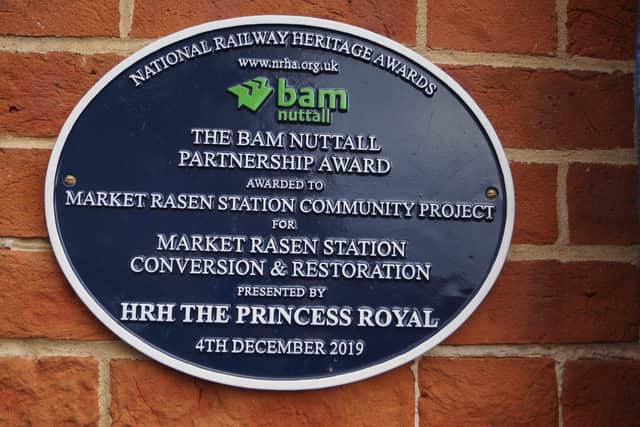 NATIONAL RAILWAY HERITAGE AWARDS
www.nrha.org.uk
bam
nuttall
THE BAM NUTTALL
PARTNERSHIP AWARD
AWARDED TO
MARKET RASEN STATION COMMUNITY PROJECT
FOR
MARKET RASEN STATION
CONVERSION & RESTORATION
PRESENTED BY
HRH THE PRINCESS ROYAL
4TH DECEMBER 2019